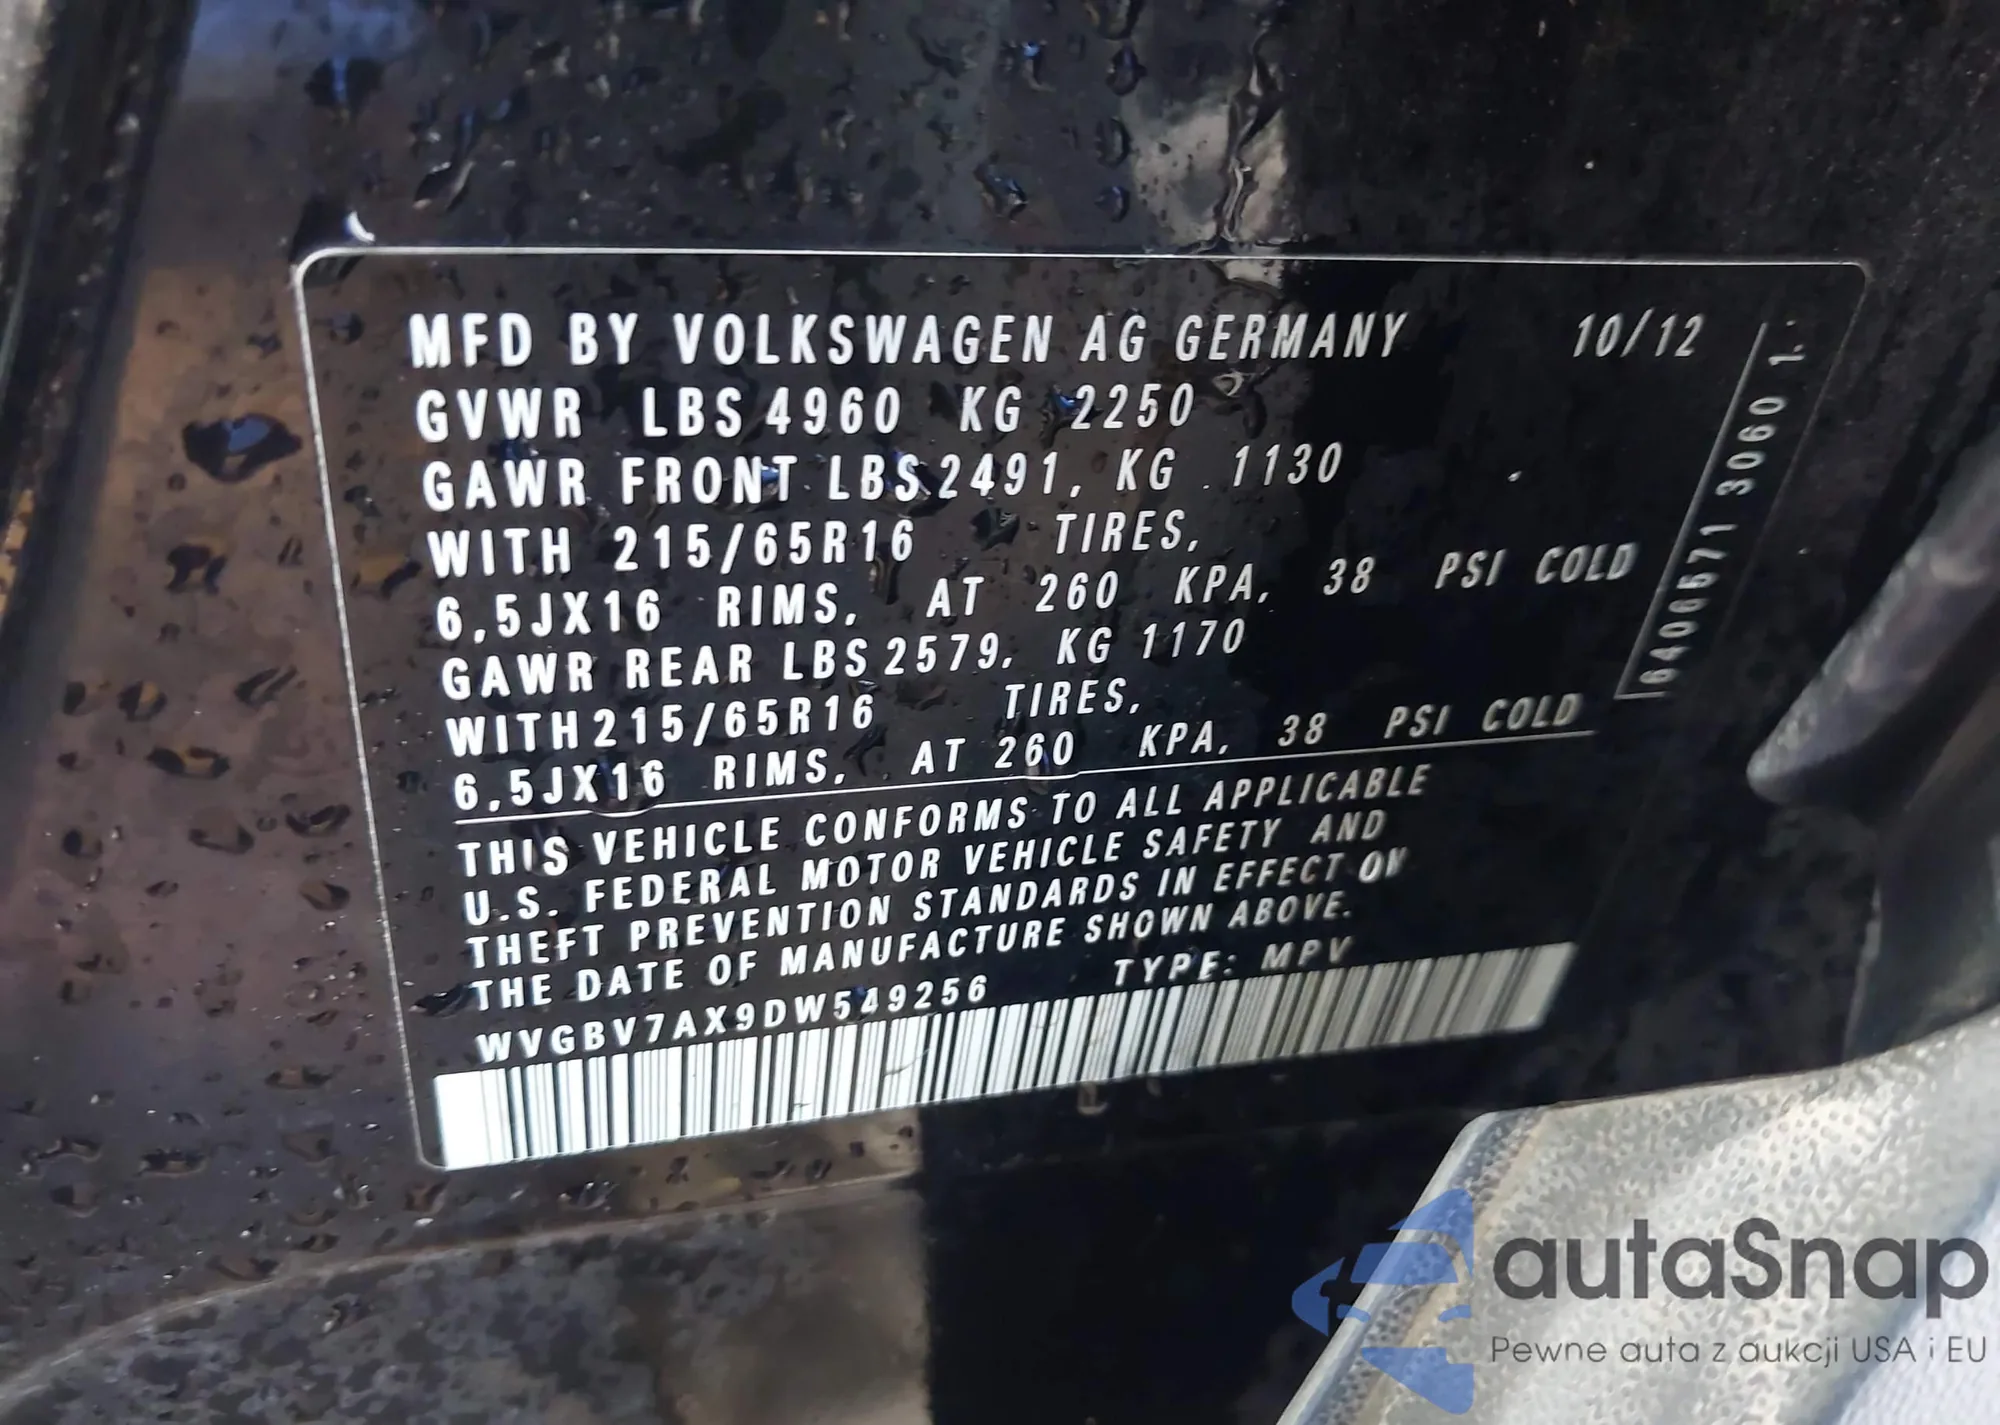 MFD BY VOLKSWAGEN AG GERMANY 10/12
GVWR LBS 4960 KG 2250
GAWR FRONT LBS 2491, KG 1130
WITH 215/65R16 TIRES,
6,5JX16 RIMS, AT 260 KPA, 38 PSI COLD
GAWR REAR LBS 2579, KG 1170
WITH 215/65R16 TIRES,
6,5JX16 RIMS, AT 260 KPA, 38 PSI COLD
THIS VEHICLE CONFORMS TO ALL APPLICABLE
U.S. FEDERAL MOTOR VEHICLE SAFETY AND
THEFT PREVENTION STANDARDS IN EFFECT ON
THE DATE OF MANUFACTURE SHOWN ABOVE.
WVGBV7AX9DW549256 TYPE: MPV
autaSnap
Pewne auta z aukcji USA i EU